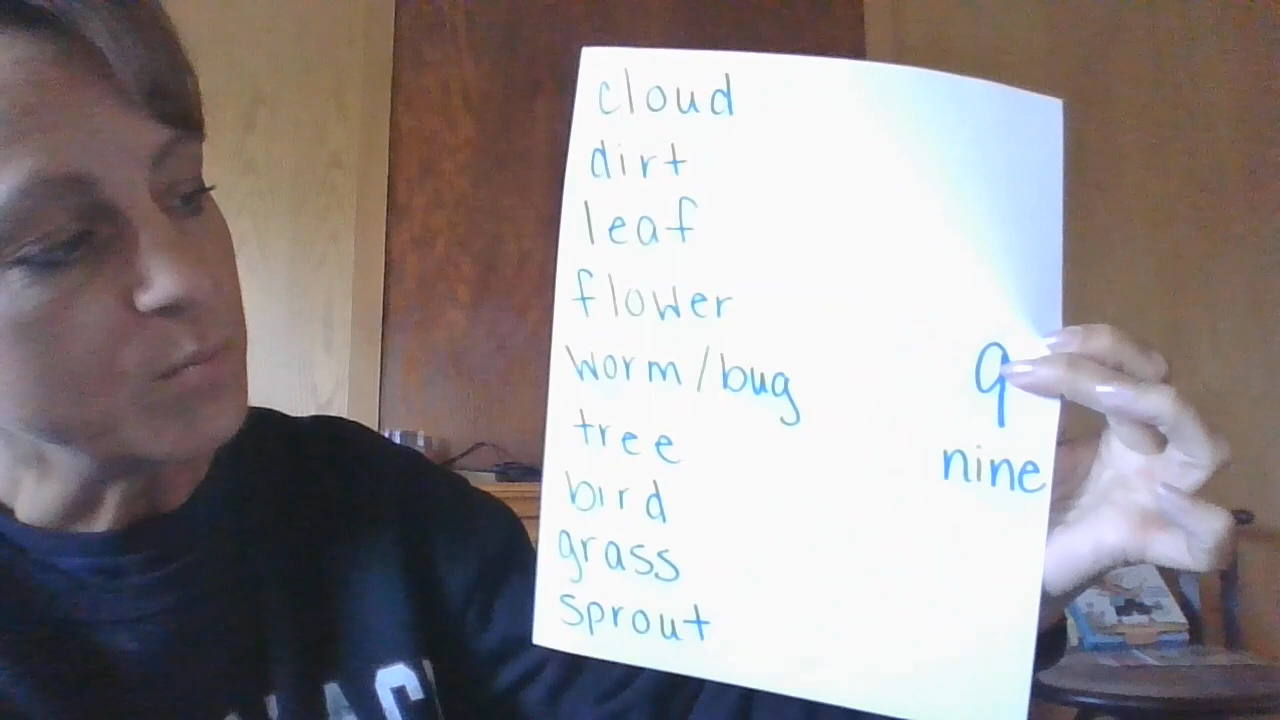 cloud
dirt
leaf
flower
worm/bug
tree
bird
grass
sprout
9
nine